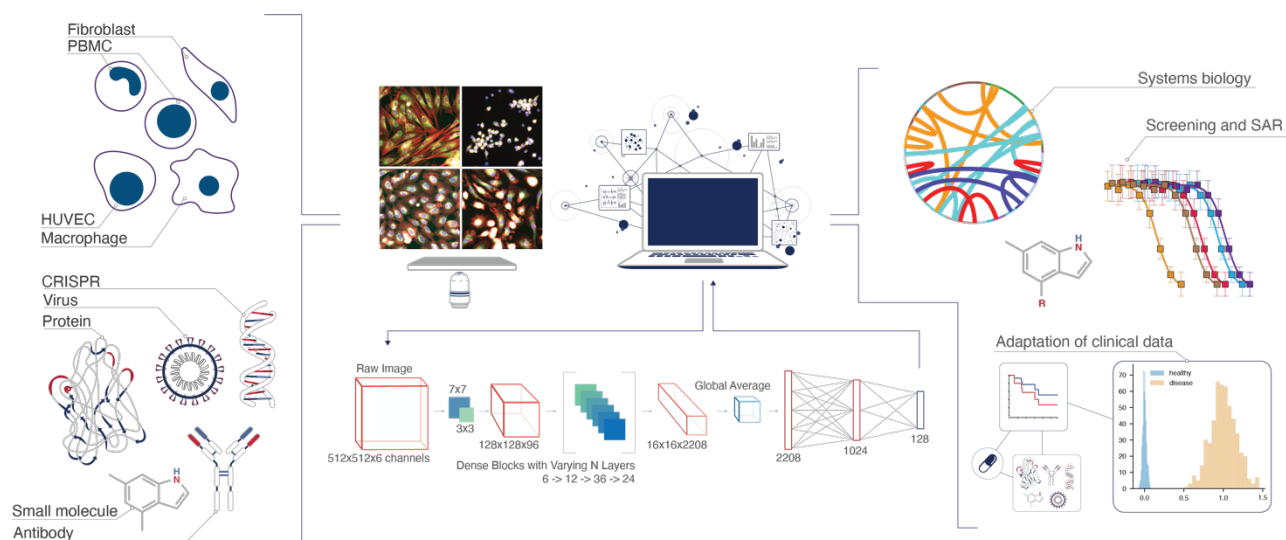 Fibroblast
PBMC
HUVEC
Macrophage
CRISPR
Virus
Protein
H
N
Small molecule
Antibody
Raw Image
512x512x6 channels
7x7
3x3
128x128x96
Dense Blocks with Varying N Layers
6 -> 12 -> 36 -> 24
16x16x2208
Global Average
2208
1024
128
Systems biology
Screening and SAR
H
N
R
Adaptation of clinical data
healthy
disease
70
60
50
40
30
20
10
0
0.0
0.5
1.0
1.5